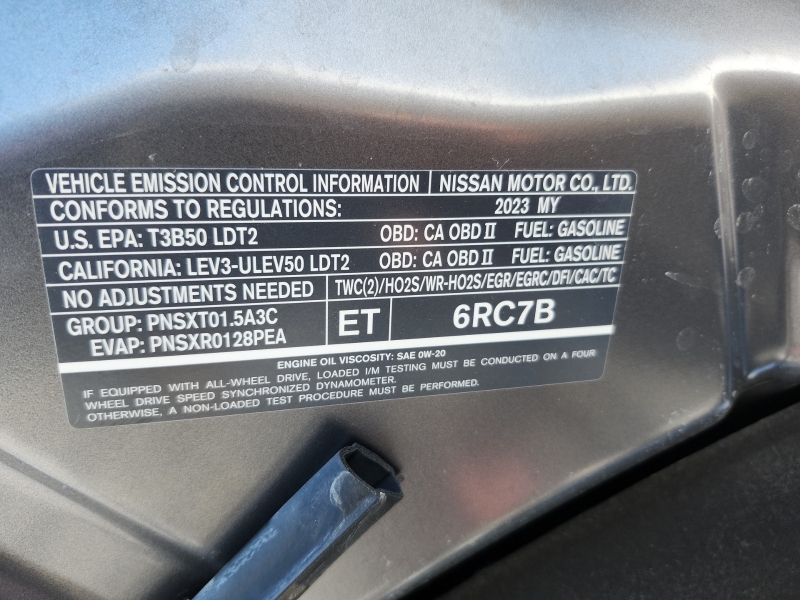 VEHICLE EMISSION CONTROL INFORMATION NISSAN MOTOR CO., LTD.
CONFORMS TO REGULATIONS: 2023 MY
U.S. EPA: T3B50 LDT2 OBD: CA OBD II FUEL: GASOLINE
CALIFORNIA: LEV3-ULEV50 LDT2 OBD: CA OBD II FUEL: GASOLINE
NO ADJUSTMENTS NEEDED TWC(2)/HO2S/WR-HO2S/EGR/EGRC/DFI/CAC/TC
GROUP: PNSXT01.5A3C
EVAP: PNSXR0128PEA
ET 6RC7B
ENGINE OIL VISCOSITY: SAE 0W-20
IF EQUIPPED WITH ALL-WHEEL DRIVE, LOADED I/M TESTING MUST BE CONDUCTED ON A FOUR
WHEEL DRIVE SPEED SYNCHRONIZED DYNAMOMETER.
OTHERWISE, A NON-LOADED TEST PROCEDURE MUST BE PERFORMED.